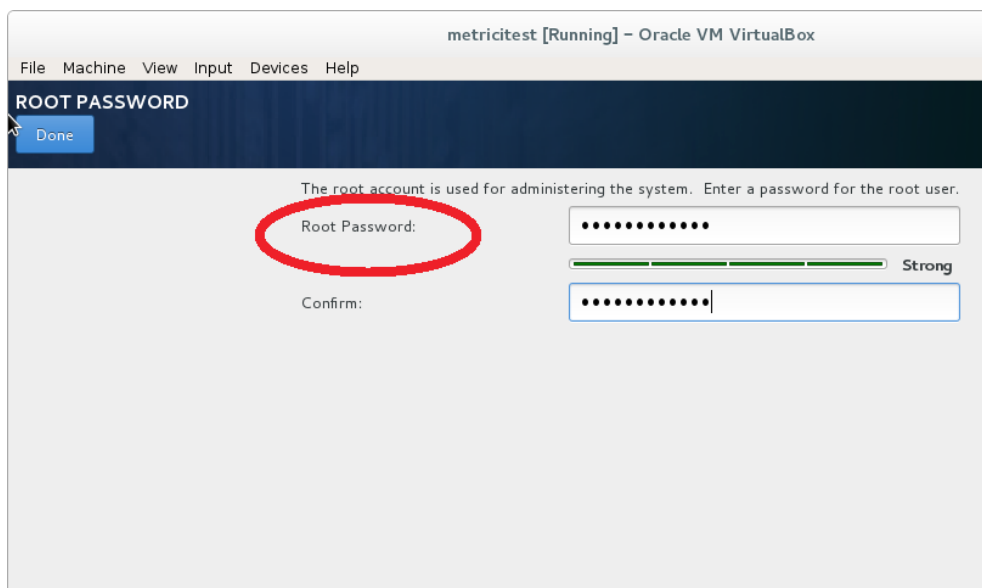 metricitest [Running] – Oracle VM VirtualBox
File Machine View Input Devices Help
ROOT PASSWORD
Done
The root account is used for administering the system. Enter a password for the root user.
Root Password: ●●●●●●●●●●●●
Strong
Confirm: ●●●●●●●●●●●●